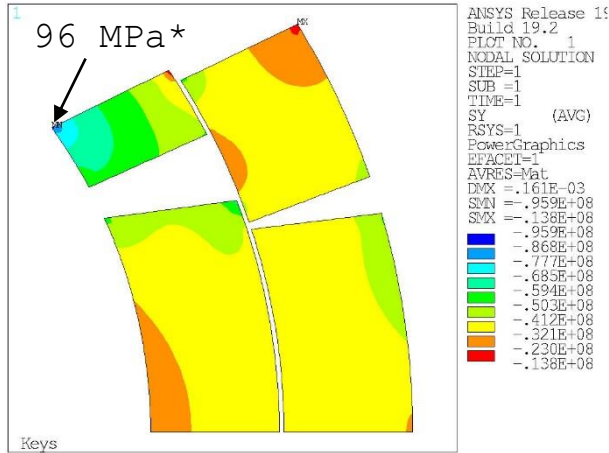 1
96 MPa*
MN
MX
ANSYS Release 19
Build 19.2
PLOT NO. 1
NODAL SOLUTION
STEP=1
SUB =1
TIME=1
SY (AVG)
RSYS=1
PowerGraphics
EFACET=1
AVRES=Mat
DMX =.161E-03
SMN =-.959E+08
SMX =-.138E+08
-.959E+08
-.868E+08
-.777E+08
-.685E+08
-.594E+08
-.503E+08
-.412E+08
-.321E+08
-.230E+08
-.138E+08
Keys